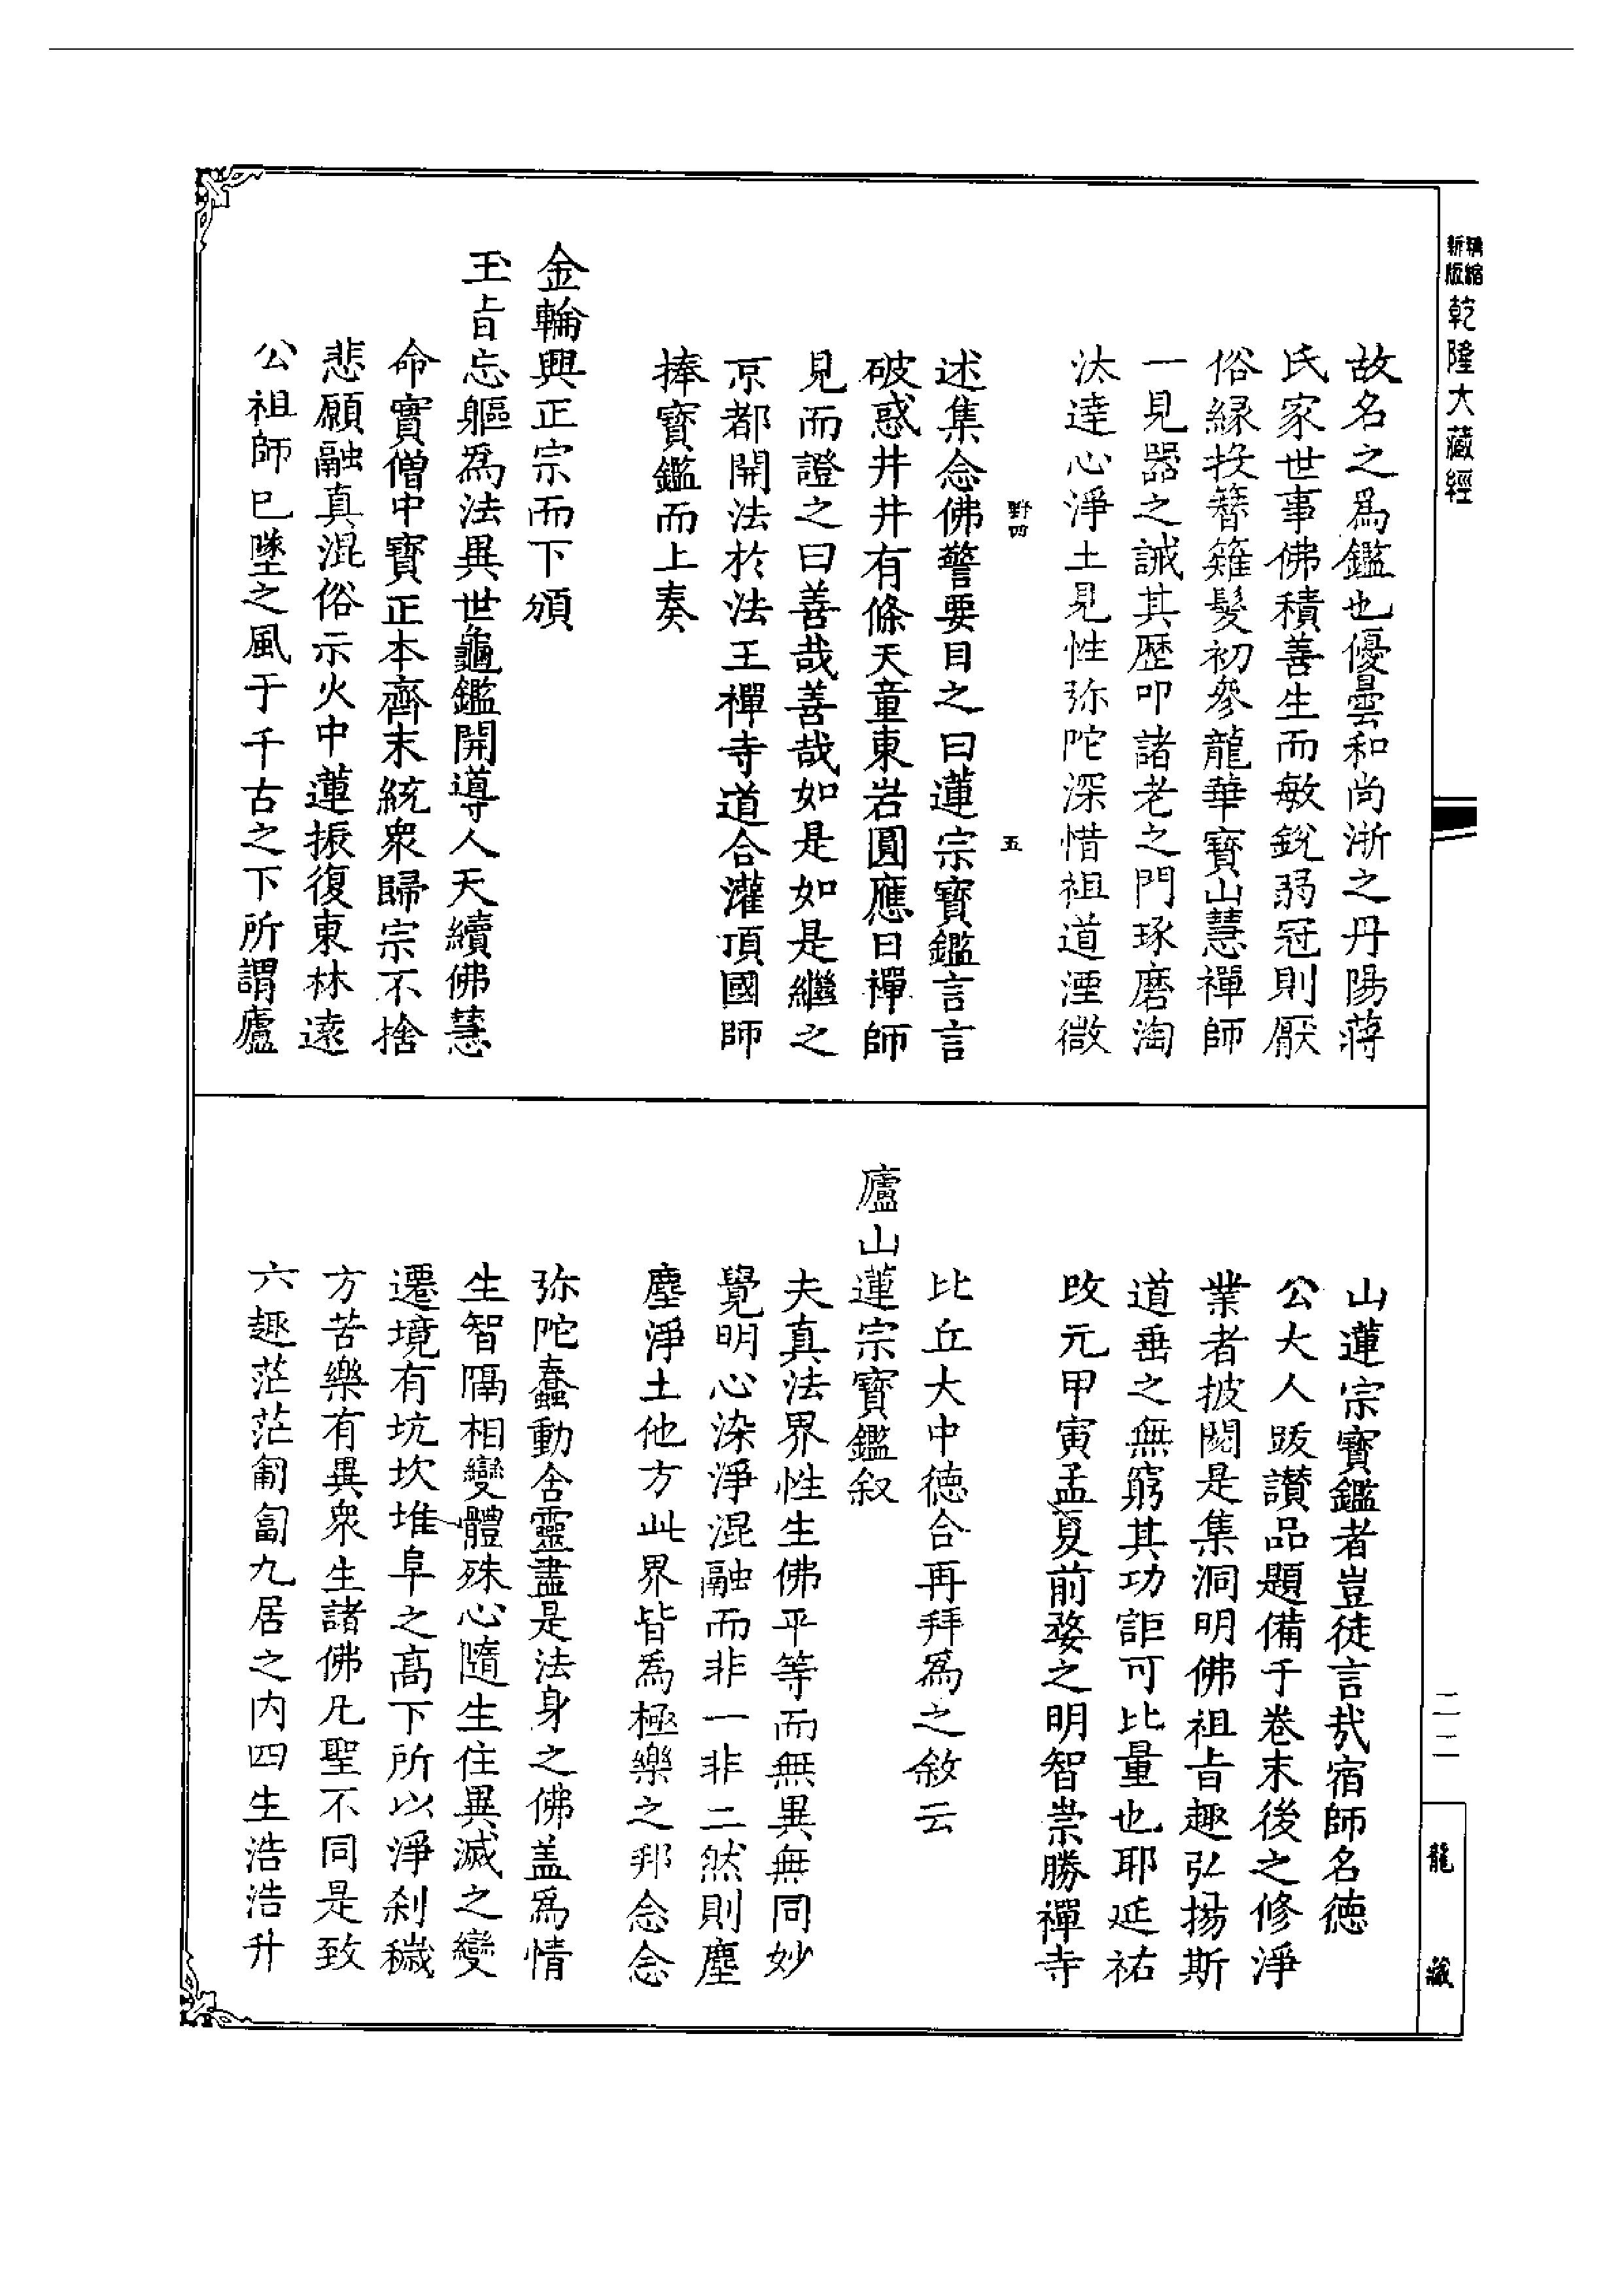 精縮新版乾隆大藏經
故名之爲鑑也優曇和尚浙之丹陽蔣
氏家世事佛積善生而敏銳弱冠則厭
俗緣投簪薙髮初參龍華寶山慧禪師
一見器之誠其歷叩諸老之門琢磨淘
汰達心淨土見性弥陀深惜祖道湮微
野四 五
述集念佛警要目之曰蓮宗寶鑑言言
破惑井井有條天童東岩圓應日禪師
見而證之曰善哉善哉如是如是繼之
京都開法於法王禪寺道合灌頂國師
捧寶鑑而上奏
金輪興正宗而下頒
玉旨忘軀爲法異世龜鑑開導人天續佛慧
命實僧中寶正本齊末統衆歸宗不捨
悲願融真混俗示火中蓮振復東林遠
公祖師已墜之風于千古之下所謂廬
山蓮宗寶鑑者豈徒言哉宿師名德
公大人跋讃品題備于卷末後之修淨
業者披閱是集洞明佛祖旨趣弘揚斯
道垂之無窮其功詎可比量也耶延祐
改元甲寅孟夏前婺之明智崇勝禪寺
比丘大中德合再拜爲之敘云
廬山蓮宗寶鑑叙
夫真法界性生佛平等而無異無同妙
覺明心染淨混融而非一非二然則塵
塵淨土他方此界皆爲極樂之邦念念
弥陀蠢動含靈盡是法身之佛盖爲情
生智隔相變體殊心隨生住異滅之變
遷境有坑坎堆阜之髙下所以淨刹穢
方苦樂有異衆生諸佛凡聖不同是致
六趣茫茫匍匐九居之内四生浩浩升
二二
龍藏